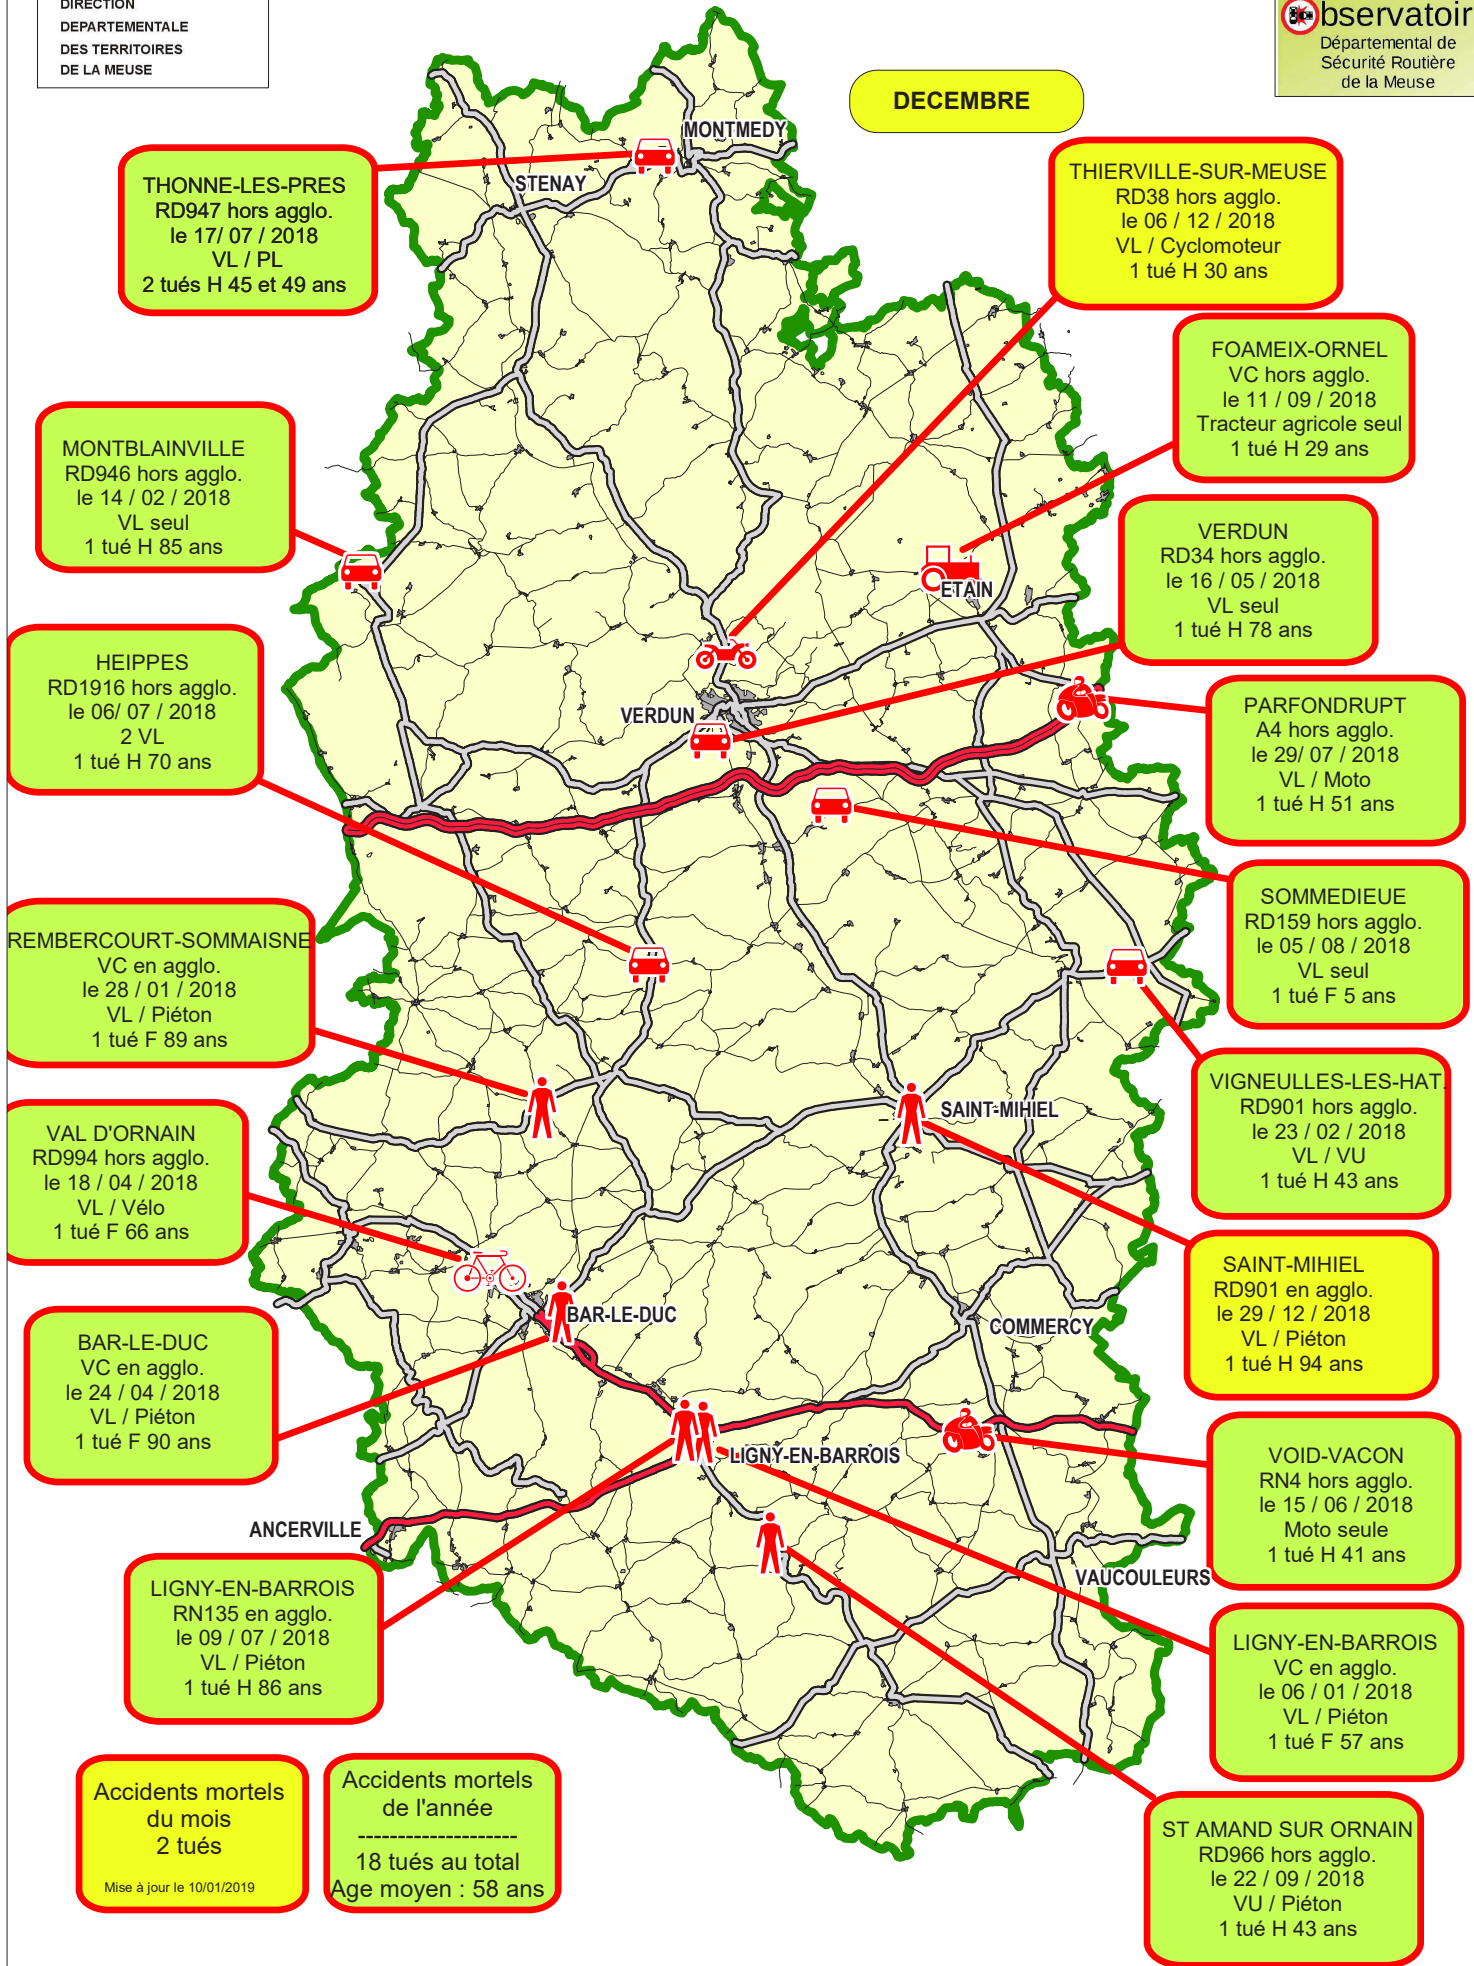 DIRECTION
DEPARTEMENTALE
DES TERRITOIRES
DE LA MEUSE
bservatoir
Départemental de
Sécurité Routière
de la Meuse
DECEMBRE
MONTMEDY
STENAY
THONNE-LES-PRES
RD947 hors agglo.
le 17/ 07 / 2018
VL / PL
2 tués H 45 et 49 ans
THIERVILLE-SUR-MEUSE
RD38 hors agglo.
le 06 / 12 / 2018
VL / Cyclomoteur
1 tué H 30 ans
FOAMEIX-ORNEL
VC hors agglo.
le 11 / 09 / 2018
Tracteur agricole seul
1 tué H 29 ans
MONTBLAINVILLE
RD946 hors agglo.
le 14 / 02 / 2018
VL seul
1 tué H 85 ans
VERDUN
RD34 hors agglo.
le 16 / 05 / 2018
VL seul
1 tué H 78 ans
ETAIN
HEIPPES
RD1916 hors agglo.
le 06/ 07 / 2018
2 VL
1 tué H 70 ans
VERDUN
PARFONDRUPT
A4 hors agglo.
le 29/ 07 / 2018
VL / Moto
1 tué H 51 ans
SOMMEDIEUE
RD159 hors agglo.
le 05 / 08 / 2018
VL seul
1 tué F 5 ans
REMBERCOURT-SOMMAISNE
VC en agglo.
le 28 / 01 / 2018
VL / Piéton
1 tué F 89 ans
VIGNEULLES-LES-HAT.
RD901 hors agglo.
le 23 / 02 / 2018
VL / VU
1 tué H 43 ans
SAINT-MIHIEL
VAL D'ORNAIN
RD994 hors agglo.
le 18 / 04 / 2018
VL / Vélo
1 tué F 66 ans
SAINT-MIHIEL
RD901 en agglo.
le 29 / 12 / 2018
VL / Piéton
1 tué H 94 ans
BAR-LE-DUC
COMMERCY
BAR-LE-DUC
VC en agglo.
le 24 / 04 / 2018
VL / Piéton
1 tué F 90 ans
LIGNY-EN-BARROIS
VOID-VACON
RN4 hors agglo.
le 15 / 06 / 2018
Moto seule
1 tué H 41 ans
ANCERVILLE
VAUCOULEURS
LIGNY-EN-BARROIS
RN135 en agglo.
le 09 / 07 / 2018
VL / Piéton
1 tué H 86 ans
LIGNY-EN-BARROIS
VC en agglo.
le 06 / 01 / 2018
VL / Piéton
1 tué F 57 ans
Accidents mortels
du mois
2 tués
Mise à jour le 10/01/2019
Accidents mortels
de l'année
--------------------
18 tués au total
Age moyen : 58 ans
ST AMAND SUR ORNAIN
RD966 hors agglo.
le 22 / 09 / 2018
VU / Piéton
1 tué H 43 ans